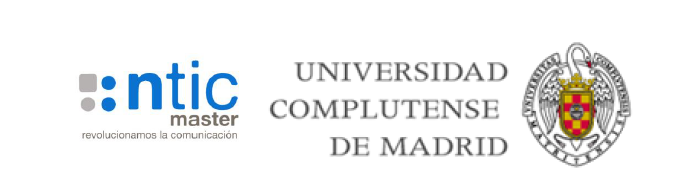 ntic
master
revolucionamos la comunicación
UNIVERSIDAD
COMPLUTENSE
DE MADRID